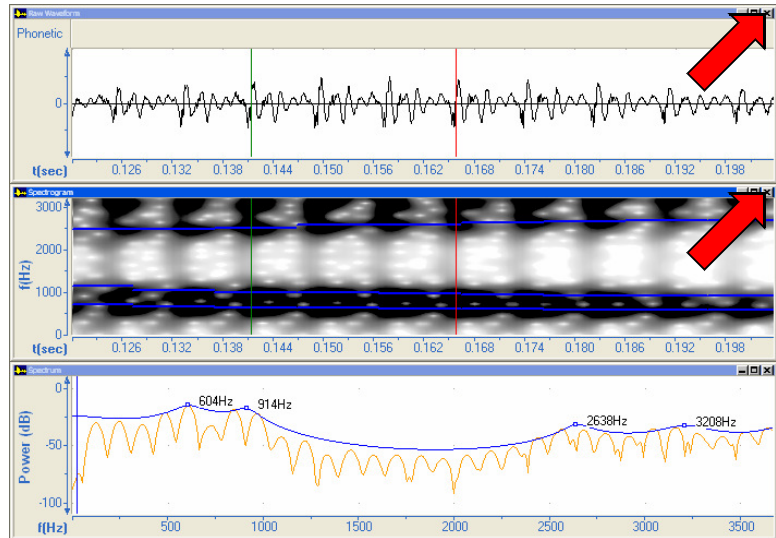 Raw Waveform
Phonetic
0
t(sec) 0.126 0.132 0.138 0.144 0.150 0.156 0.162 0.168 0.174 0.180 0.186 0.192 0.198
Spectrogram
3000
2000
f(Hz)
1000
0
t(sec) 0.126 0.132 0.138 0.144 0.150 0.156 0.162 0.168 0.174 0.180 0.186 0.192 0.198
Spectrum
0
604Hz 914Hz 2638Hz 3208Hz
Power (dB)
-50
-100
f(Hz) 500 1000 1500 2000 2500 3000 3500